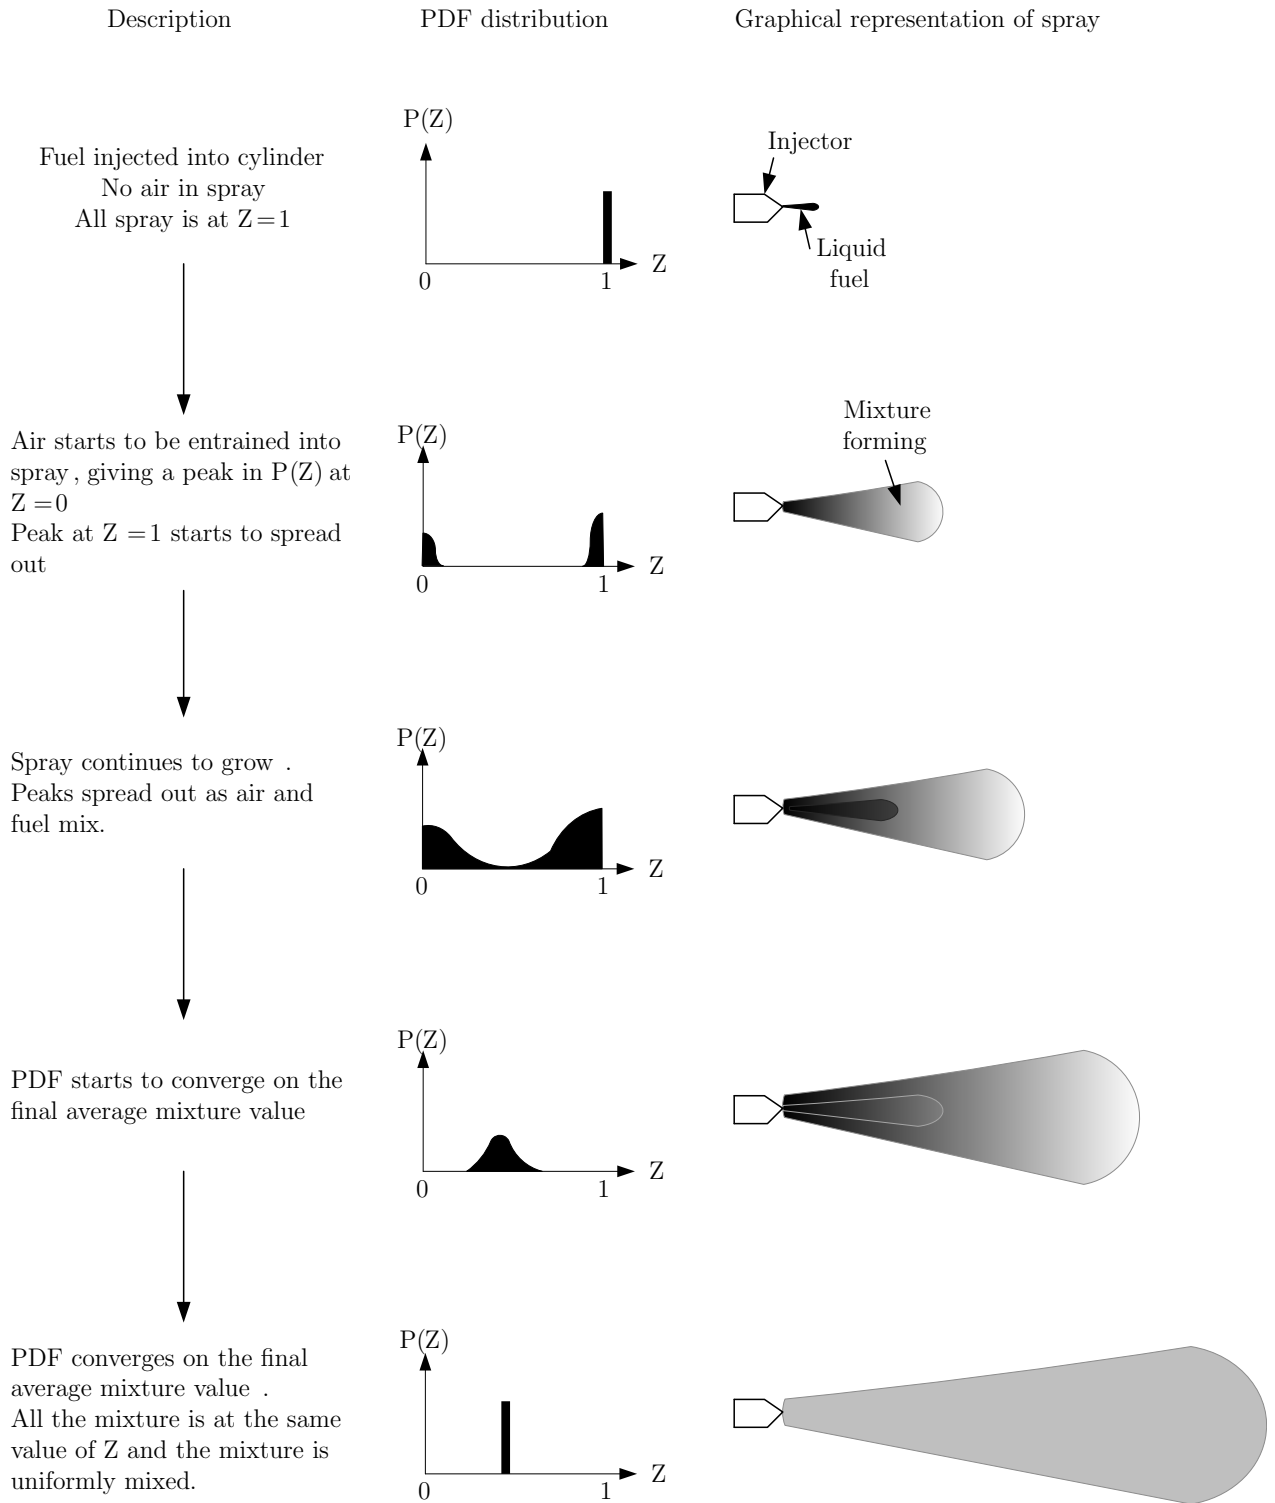 Description
PDF distribution
Graphical representation of spray
Fuel injected into cylinder
No air in spray
All spray is at Z=1
P(Z)
Z
0
1
Injector
Liquid
fuel
Air starts to be entrained into
spray, giving a peak in P(Z) at
Z=0
Peak at Z=1 starts to spread
out
P(Z)
Z
0
1
Mixture
forming
Spray continues to grow .
Peaks spread out as air and
fuel mix.
P(Z)
Z
0
1
PDF starts to converge on the
final average mixture value
P(Z)
Z
0
1
PDF converges on the final
average mixture value .
All the mixture is at the same
value of Z and the mixture is
uniformly mixed.
P(Z)
Z
0
1